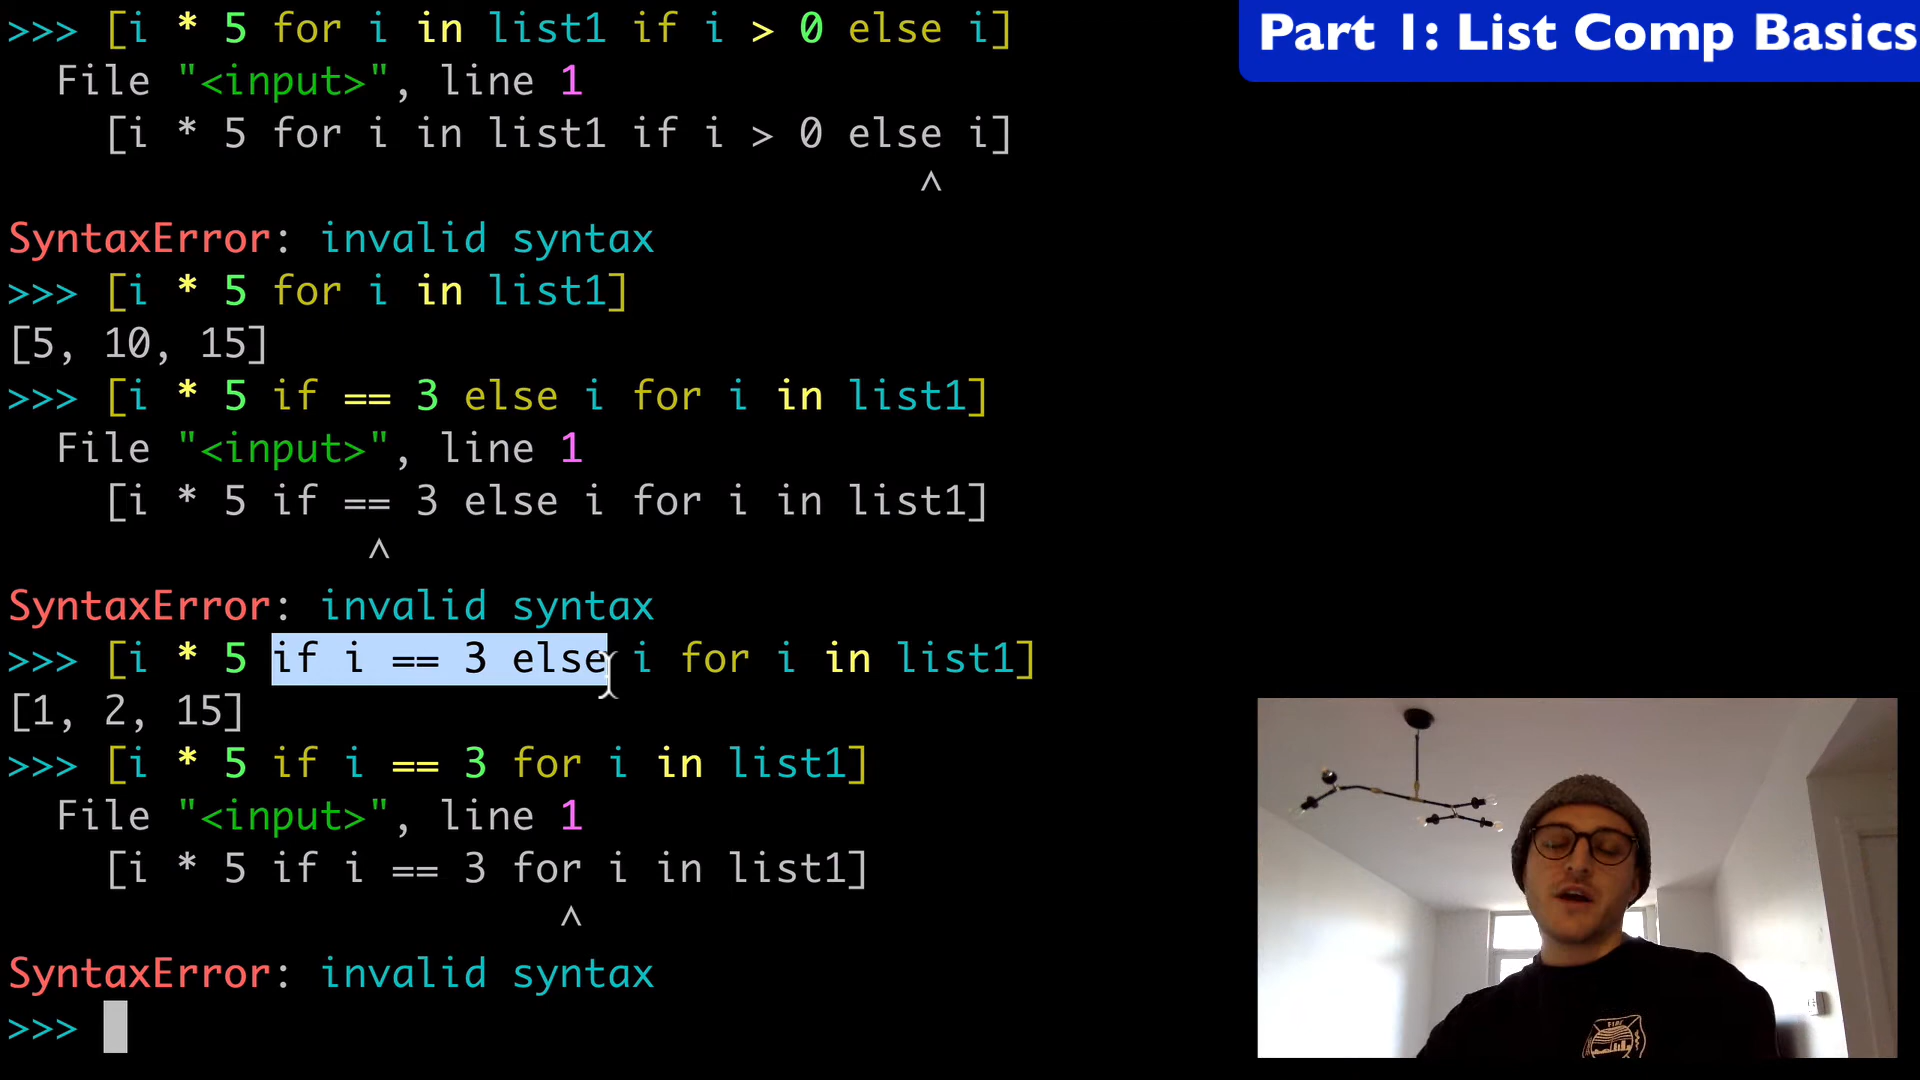 >>> [i * 5 for i in list1 if i > 0 else i]
Part 1: List Comp Basics
File "<input>", line 1
[i * 5 for i in list1 if i > 0 else i]
^
SyntaxError: invalid syntax
>>> [i * 5 for i in list1]
[5, 10, 15]
>>> [i * 5 if == 3 else i for i in list1]
File "<input>", line 1
[i * 5 if == 3 else i for i in list1]
^
SyntaxError: invalid syntax
>>> [i * 5 if i == 3 else i for i in list1]
[1, 2, 15]
>>> [i * 5 if i == 3 for i in list1]
File "<input>", line 1
[i * 5 if i == 3 for i in list1]
^
SyntaxError: invalid syntax
>>>